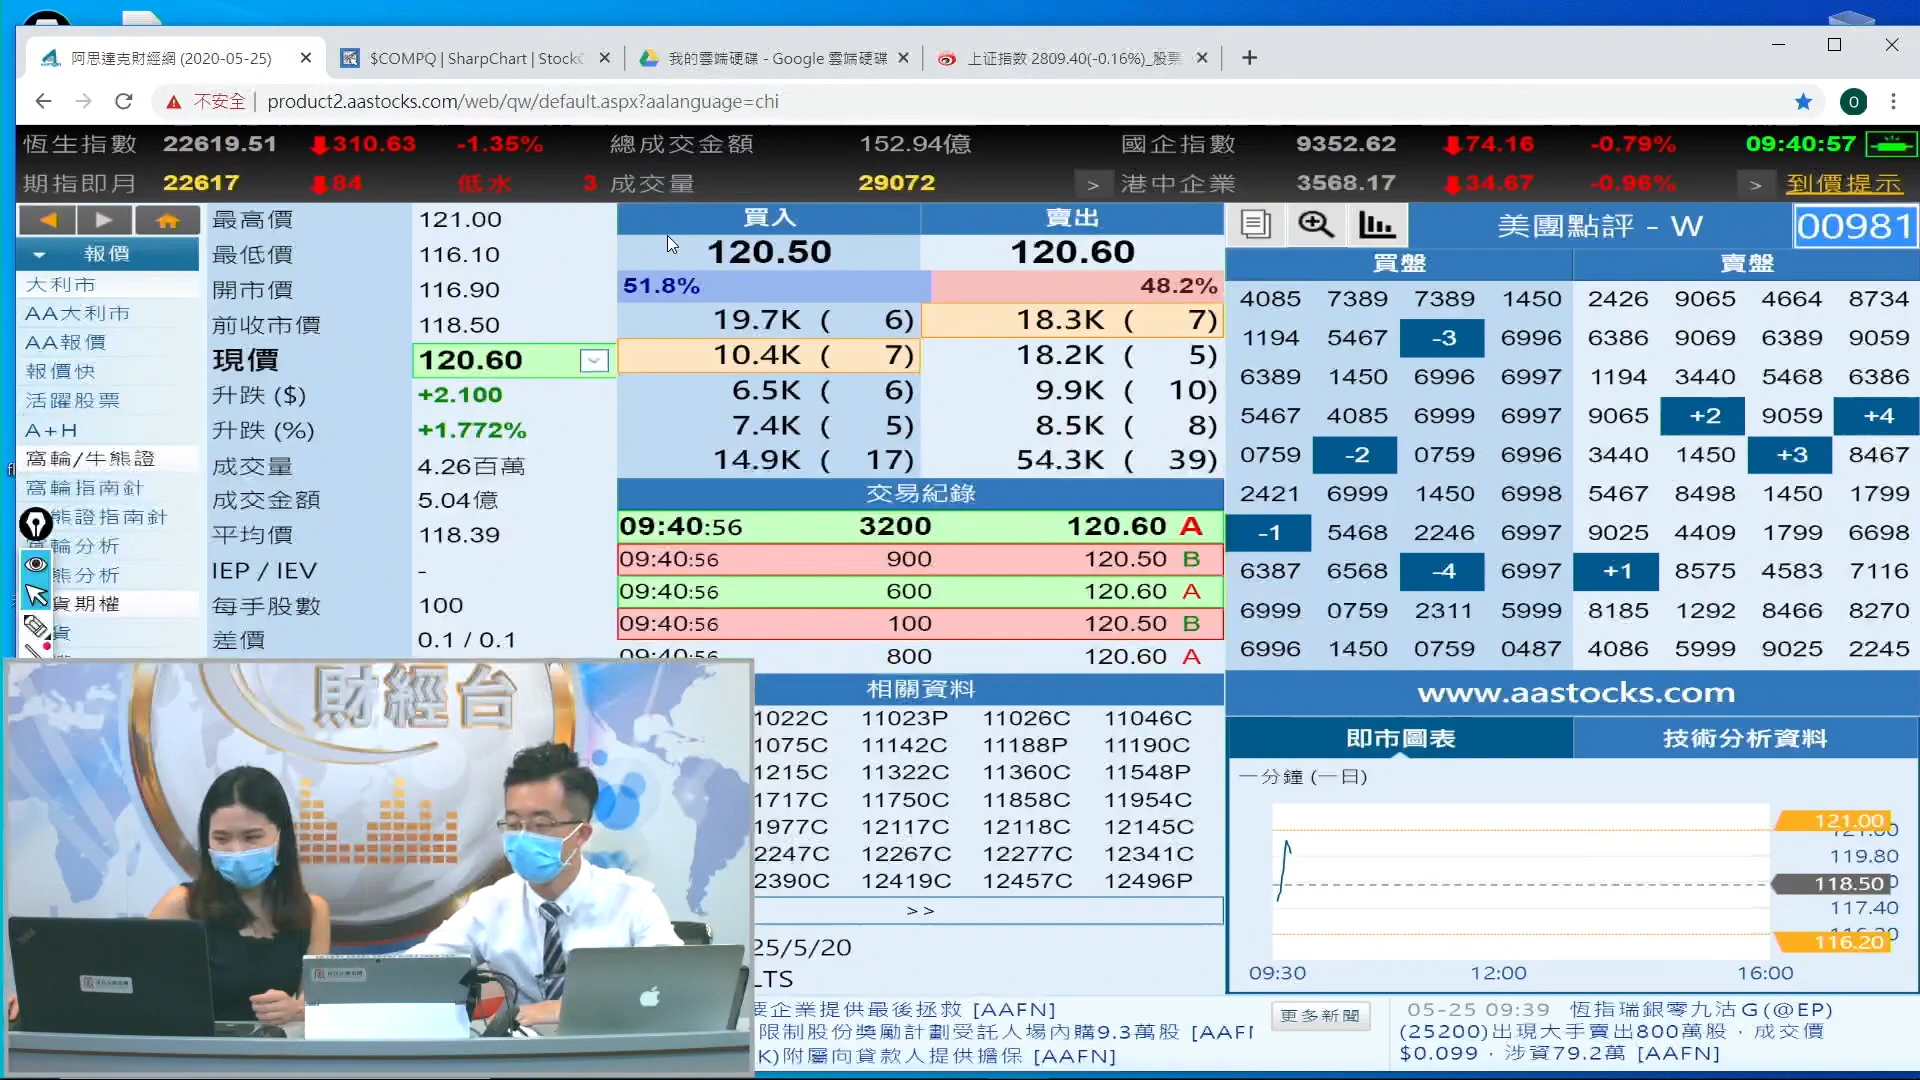 阿思達克財經網 (2020-05-25)
$COMPQ | SharpChart | Stock
我的雲端硬碟 - Google 雲端硬碟
上证指数 2809.40(-0.16%)_股票
不安全 product2.aastocks.com/web/qw/default.aspx?aalanguage=chi
恆生指數 22619.51 310.63 -1.35% 總成交金額 152.94億 國企指數 9352.62 74.16 -0.79% 09:40:57
期指即月 22617 84 低水 3 成交量 29072 > 港中企業 3568.17 34.67 -0.96% > 到價提示
報價
大利市
AA大利市
AA報價
報價快
活躍股票
A+H
窩輪/牛熊證
窩輪指南針
熊證指南針
窩輪分析
熊分析
貨期權
貨
最高價 121.00
最低價 116.10
開市價 116.90
前收市價 118.50
現價 120.60
升跌 ($) +2.100
升跌 (%) +1.772%
成交量 4.26百萬
成交金額 5.04億
平均價 118.39
IEP / IEV -
每手股數 100
差價 0.1 / 0.1
買入 賣出
120.50 120.60
51.8% 48.2%
19.7K ( 6) 18.3K ( 7)
10.4K ( 7) 18.2K ( 5)
6.5K ( 6) 9.9K ( 10)
7.4K ( 5) 8.5K ( 8)
14.9K ( 17) 54.3K ( 39)
交易紀錄
09:40:56 3200 120.60 A
09:40:56 900 120.50 B
09:40:56 600 120.60 A
09:40:56 100 120.50 B
09:40:56 800 120.60 A
相關資料
1022C 11023P 11026C 11046C
1075C 11142C 11188P 11190C
1215C 11322C 11360C 11548P
1717C 11750C 11858C 11954C
1977C 12117C 12118C 12145C
2247C 12267C 12277C 12341C
2390C 12419C 12457C 12496P
>>
25/5/20
LTS
美團點評 - W 00981
買盤 賣盤
4085 7389 7389 1450 2426 9065 4664 8734
1194 5467 -3 6996 6386 9069 6389 9059
6389 1450 6996 6997 1194 3440 5468 6386
5467 4085 6999 6997 9065 +2 9059 +4
0759 -2 0759 6996 3440 1450 +3 8467
2421 6999 1450 6998 5467 8498 1450 1799
-1 5468 2246 6997 9025 4409 1799 6698
6387 6568 -4 6997 +1 8575 4583 7116
6999 0759 2311 5999 8185 1292 8466 8270
6996 1450 0759 0487 4086 5999 9025 2245
www.aastocks.com
即市圖表 技術分析資料
一分鐘 (一日)
121.00
119.80
118.50
117.40
116.20
09:30 12:00 16:00
要企業提供最後拯救 [AAFN]
限制股份獎勵計劃受託人場內購9.3萬股 [AAF
K)附屬向貸款人提供擔保 [AAFN]
更多新聞
05-25 09:39 恆指瑞銀零九沽G(@EP)
(25200)出現大手賣出800萬股，成交價
$0.099，涉資79.2萬 [AAFN]
財經台